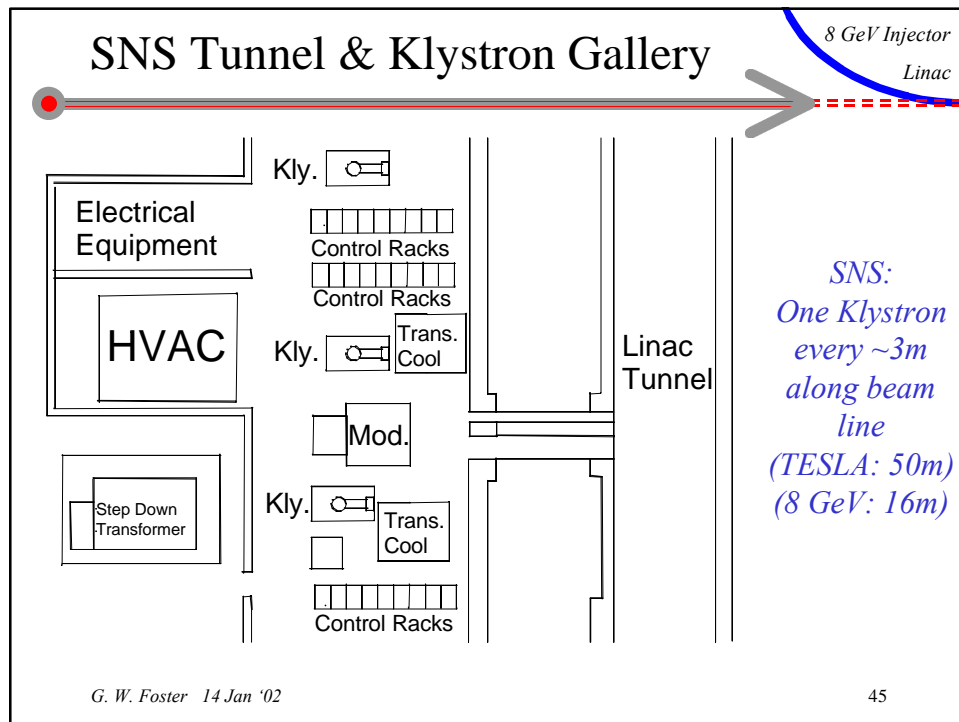 SNS Tunnel & Klystron Gallery
8 GeV Injector
Linac
Kly.
Electrical
Equipment
Control Racks
Control Racks
HVAC
Kly.
Trans.
Cool
Linac
Tunnel
Mod.
Kly.
Step Down
Transformer
Trans.
Cool
Control Racks
SNS:
One Klystron
every ~3m
along beam
line
(TESLA: 50m)
(8 GeV: 16m)
G. W. Foster 14 Jan ‘02
45